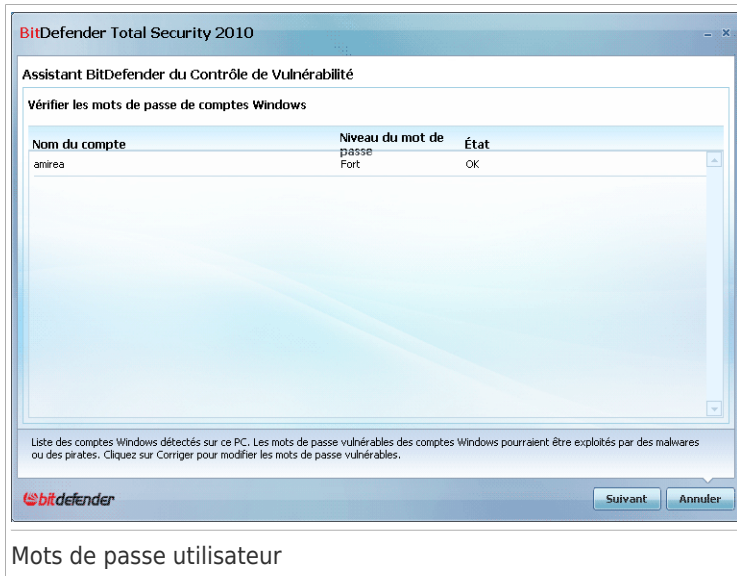 BitDefender Total Security 2010
Assistant BitDefender du Contrôle de Vulnérabilité
Vérifier les mots de passe de comptes Windows
Nom du compte
Niveau du mot de
passe
État
amirea
Fort
OK
Liste des comptes Windows détectés sur ce PC. Les mots de passe vulnérables des comptes Windows pourraient être exploités par des malwares
ou des pirates. Cliquez sur Corriger pour modifier les mots de passe vulnérables.
bitdefender
Suivant
Annuler
Mots de passe utilisateur